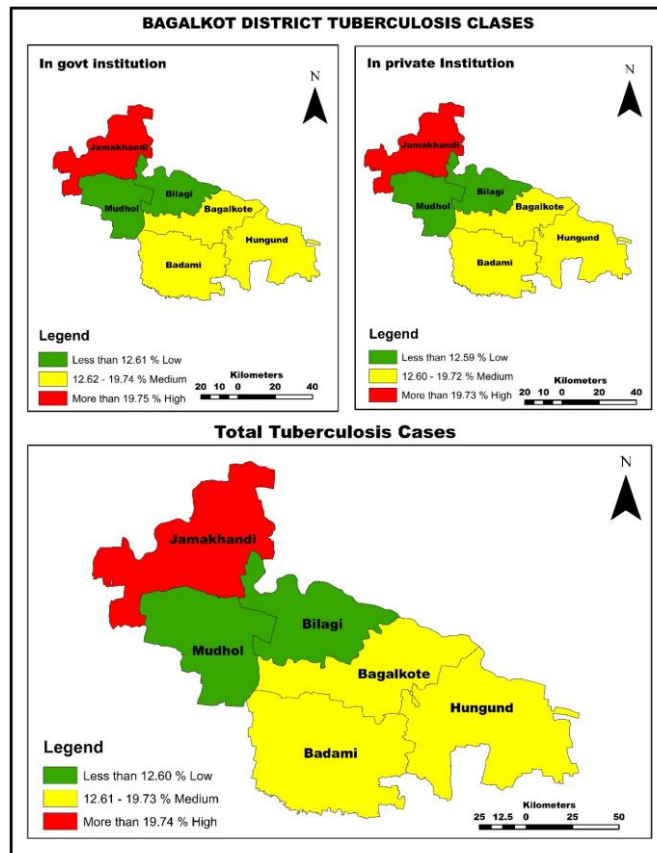 BAGALKOT DISTRICT TUBERCULOSIS CLASES
In govt institution
N
Jamakhandi
Mudhol
Bilagi
Bagalkote
Hungund
Badami
Legend
Less than 12.61 % Low
12.62 - 19.74 % Medium
More than 19.75 % High
Kilometers
20 10 0 20 40
In private Institution
N
Jamakhandi
Mudhol
Bilagi
Bagalkote
Hungund
Badami
Legend
Less than 12.59 % Low
12.60 - 19.72 % Medium
More than 19.73 % High
Kilometers
20 10 0 20 40
Total Tuberculosis Cases
N
Jamakhandi
Bilagi
Mudhol
Bagalkote
Hungund
Badami
Legend
Less than 12.60 % Low
12.61 - 19.73 % Medium
More than 19.74 % High
Kilometers
25 12.5 0 25 50